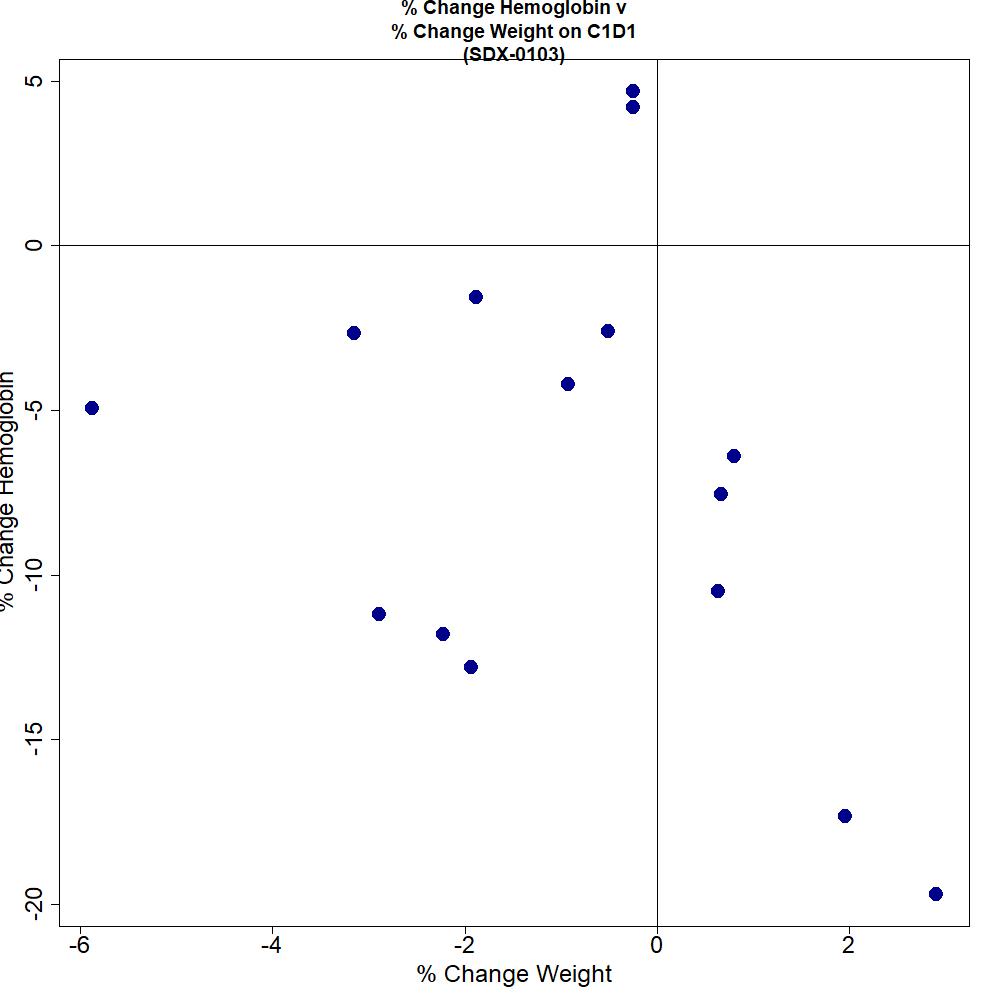 % Change Hemoglobin v
% Change Weight on C1D1
(SDX-0103)
% Change Hemoglobin
5
0
-5
-10
-15
-20
-6
-4
-2
0
2
% Change Weight